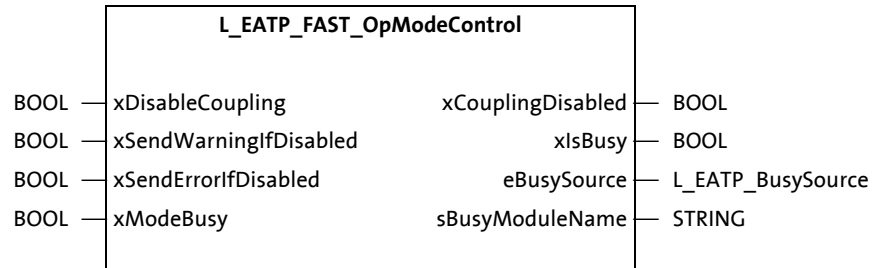 L_EATP_FAST_OpModeControl
BOOL xDisableCoupling xCouplingDisabled BOOL
BOOL xSendWarningIfDisabled xIsBusy BOOL
BOOL xSendErrorIfDisabled eBusySource L_EATP_BusySource
BOOL xModeBusy sBusyModuleName STRING